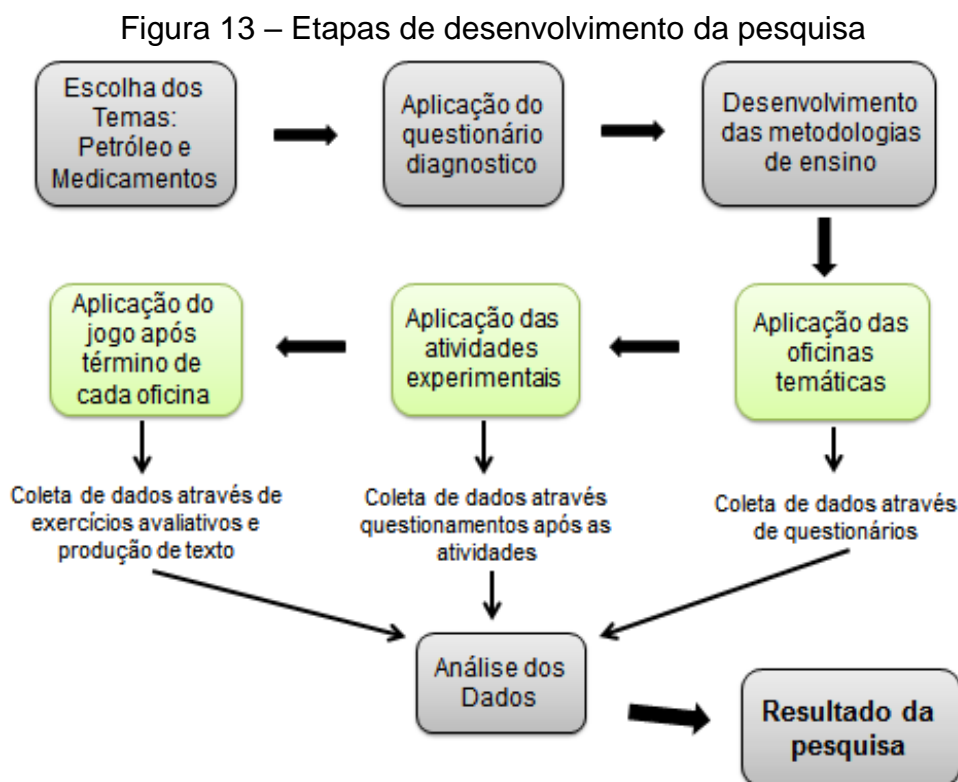 Figura 13 – Etapas de desenvolvimento da pesquisa
Escolha dos
Temas:
Petróleo e
Medicamentos
Aplicação do
questionário
diagnostico
Desenvolvimento
das metodologias
de ensino
Aplicação das
oficinas
temáticas
Aplicação das
atividades
experimentais
Aplicação do
jogo após
término de
cada oficina
Coleta de dados através de
exercícios avaliativos e
produção de texto
Coleta de dados através
questionamentos após as
atividades
Coleta de dados através
de questionários
Análise dos
Dados
Resultado da
pesquisa